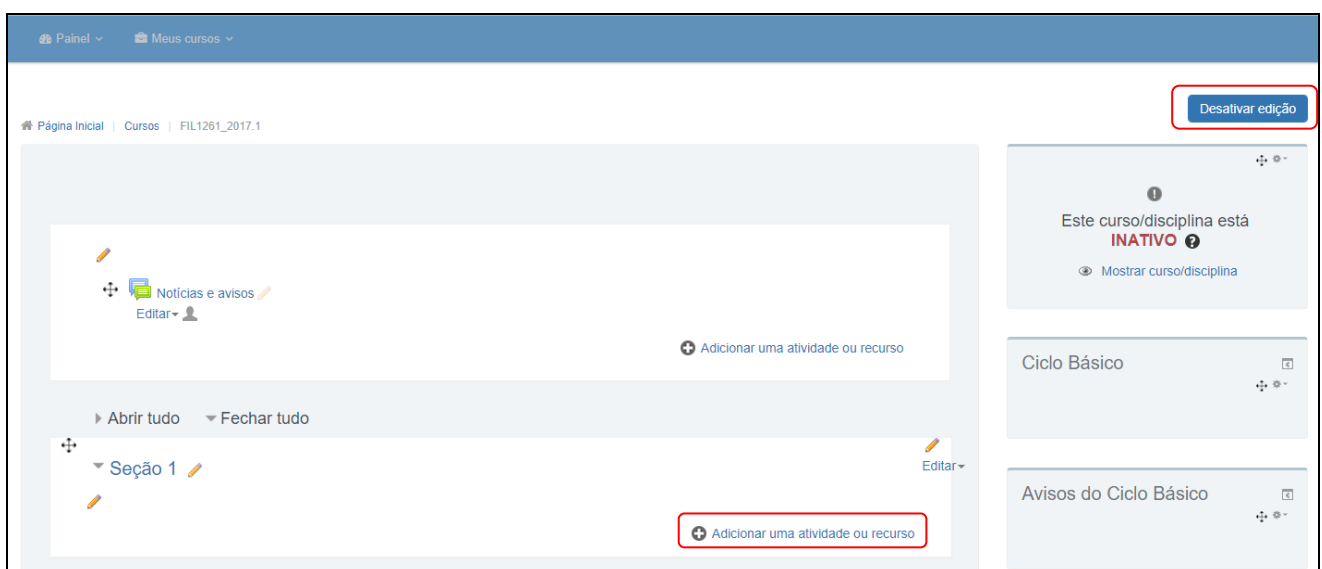 Painel
Meus cursos
Desativar edição
Página Inicial | Cursos | FIL1261_2017.1
Este curso/disciplina está
INATIVO
Mostrar curso/disciplina
Notícias e avisos
Editar
Adicionar uma atividade ou recurso
Ciclo Básico
Abrir tudo
Fechar tudo
Seção 1
Editar
Adicionar uma atividade ou recurso
Avisos do Ciclo Básico